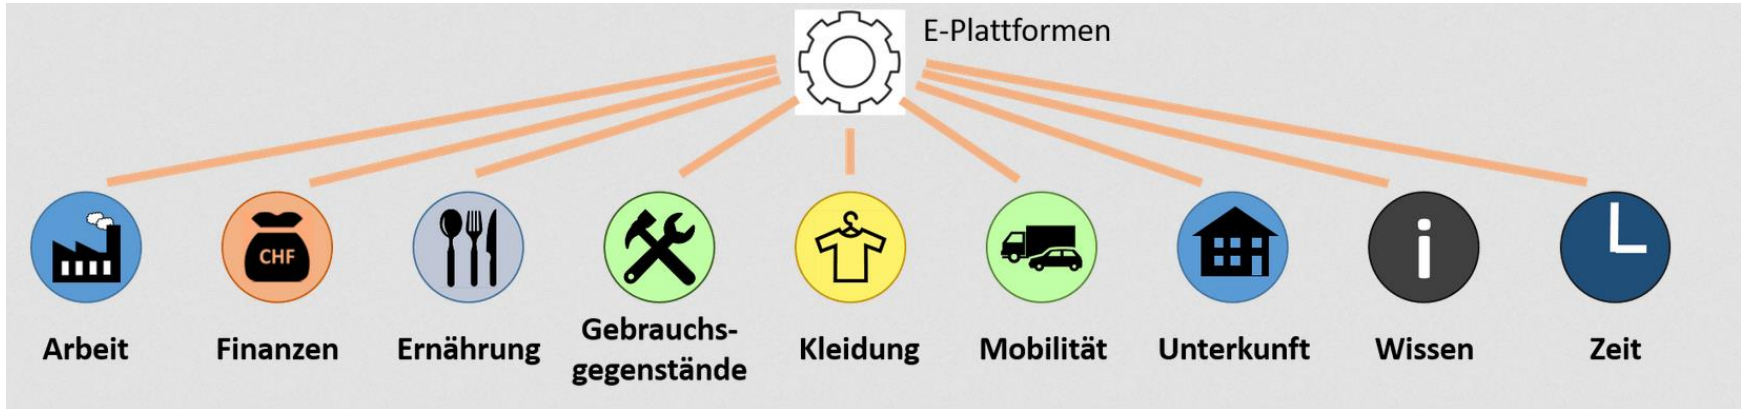 E-Plattformen
CHF
i
Arbeit
Finanzen
Ernährung
Gebrauchs-
gegenstände
Kleidung
Mobilität
Unterkunft
Wissen
Zeit